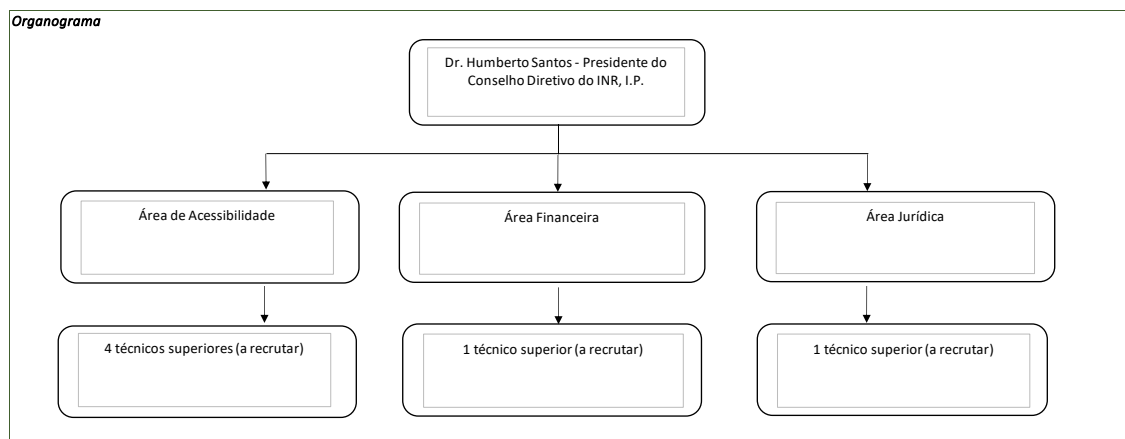 Organograma
Dr. Humberto Santos - Presidente do
Conselho Diretivo do INR, I.P.
Área de Acessibilidade
Área Financeira
Área Jurídica
4 técnicos superiores (a recrutar)
1 técnico superior (a recrutar)
1 técnico superior (a recrutar)